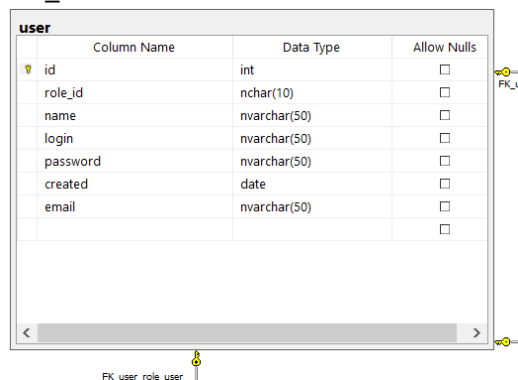 user
Column Name Data Type Allow Nulls
id int
role_id nchar(10)
name nvarchar(50)
login nvarchar(50)
password nvarchar(50)
created date
email nvarchar(50)
FK_user_role_user